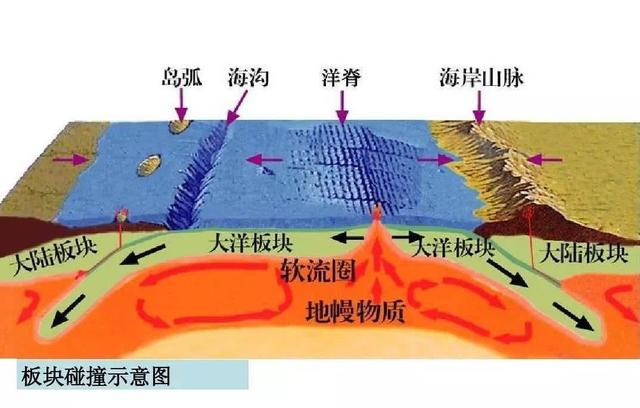 岛弧 海沟 洋脊 海岸山脉
大陆板块 大洋板块 大洋板块 大陆板块
软流圈
地幔物质
板块碰撞示意图